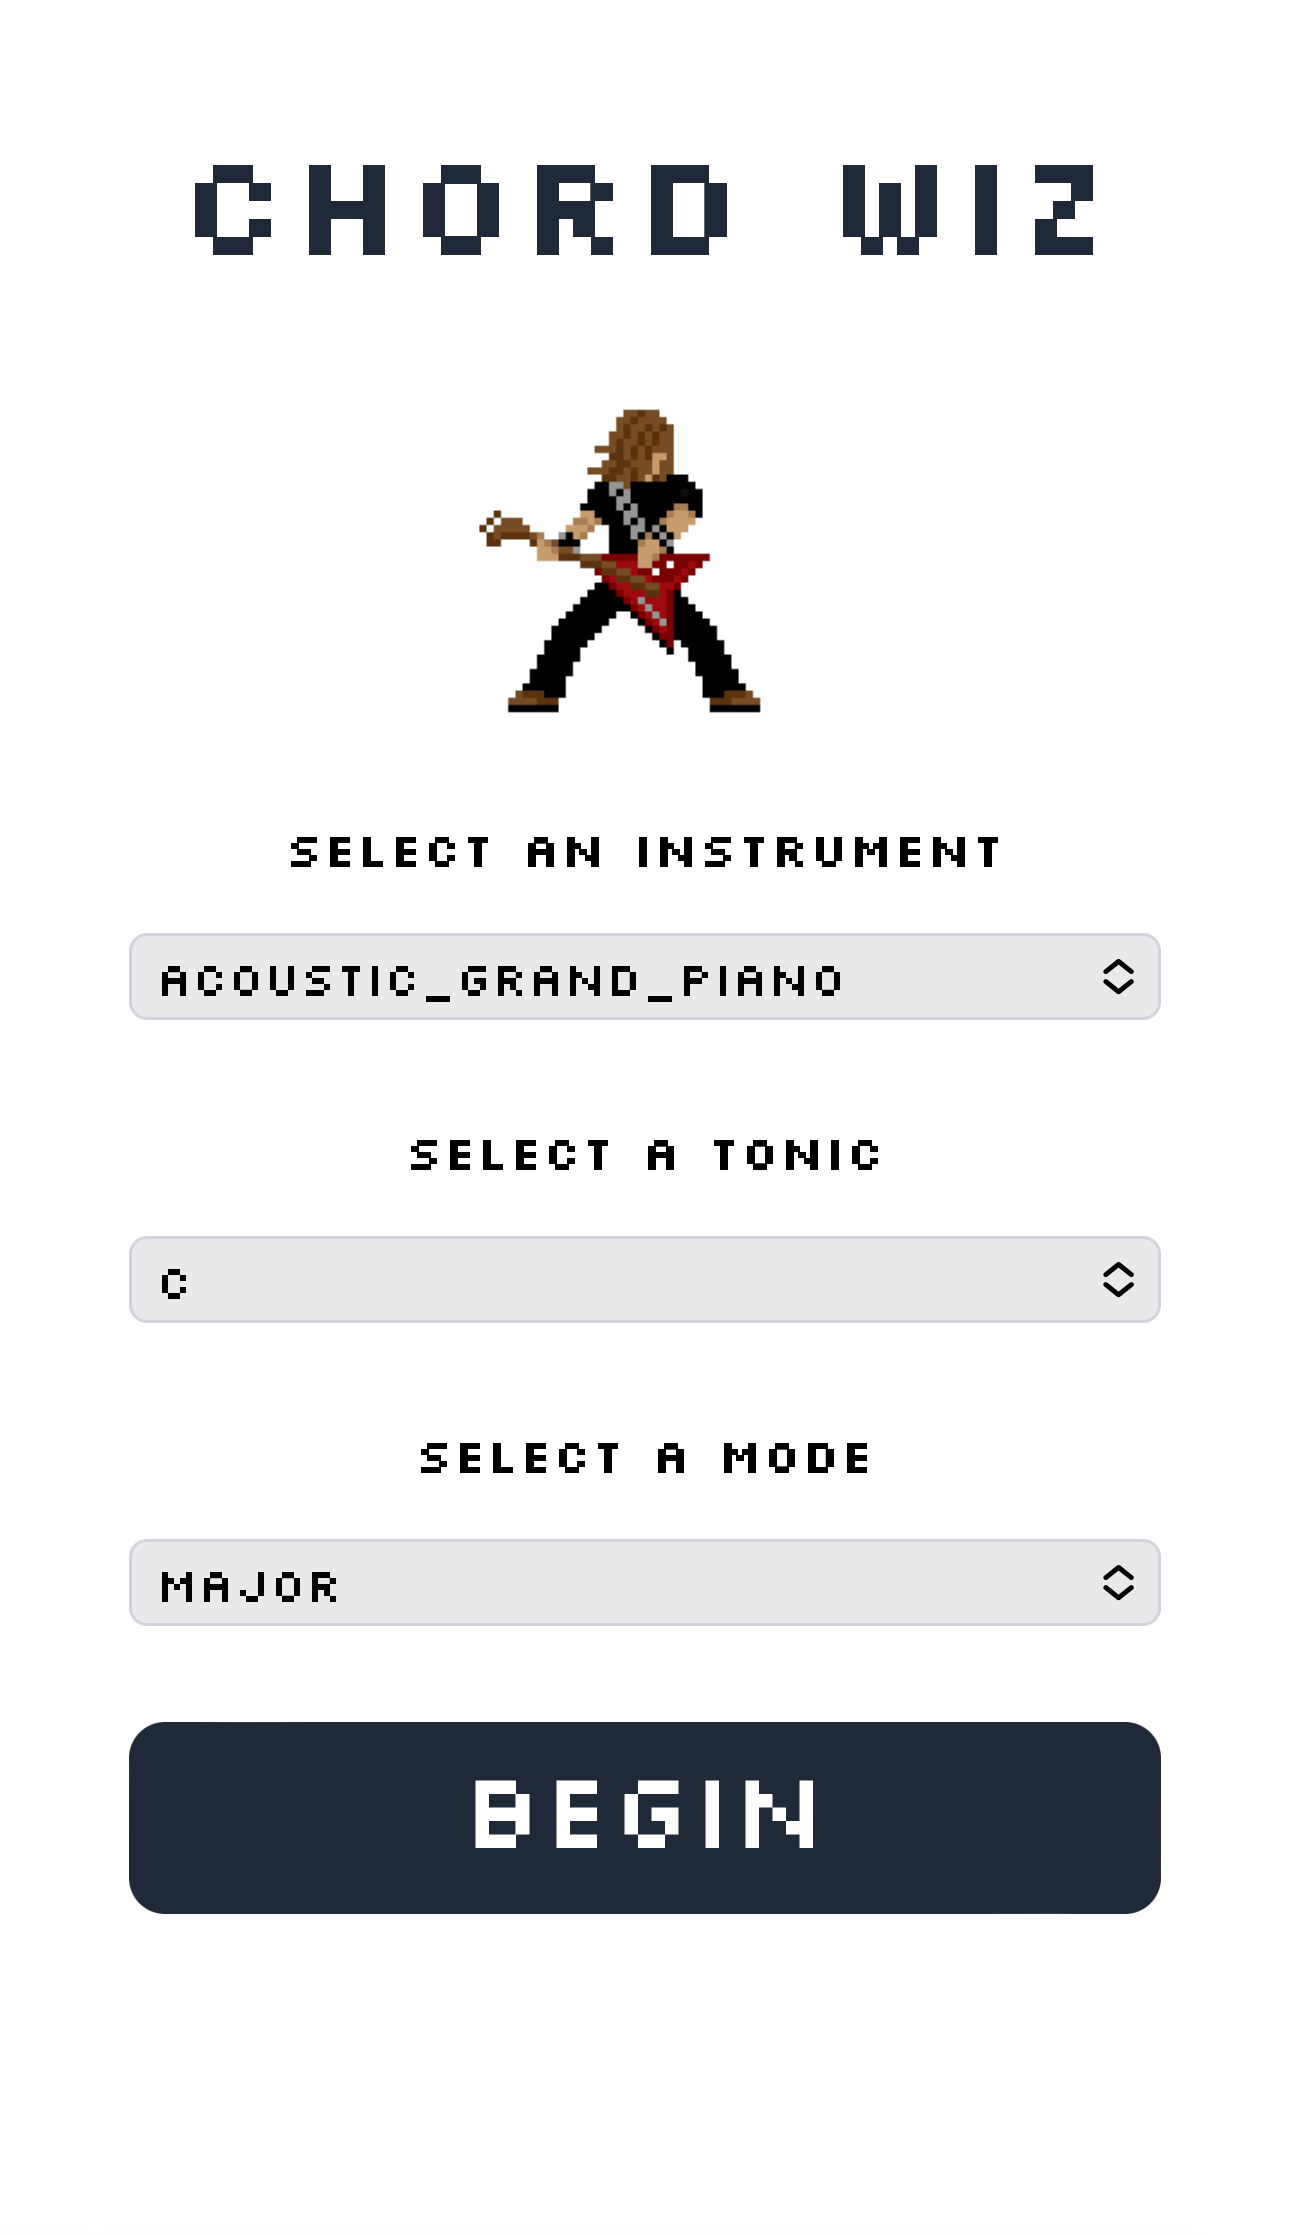 CHORD WIZ
SELECT AN INSTRUMENT
ACOUSTIC_GRAND_PIANO
SELECT A TONIC
C
SELECT A MODE
MAJOR
BEGIN